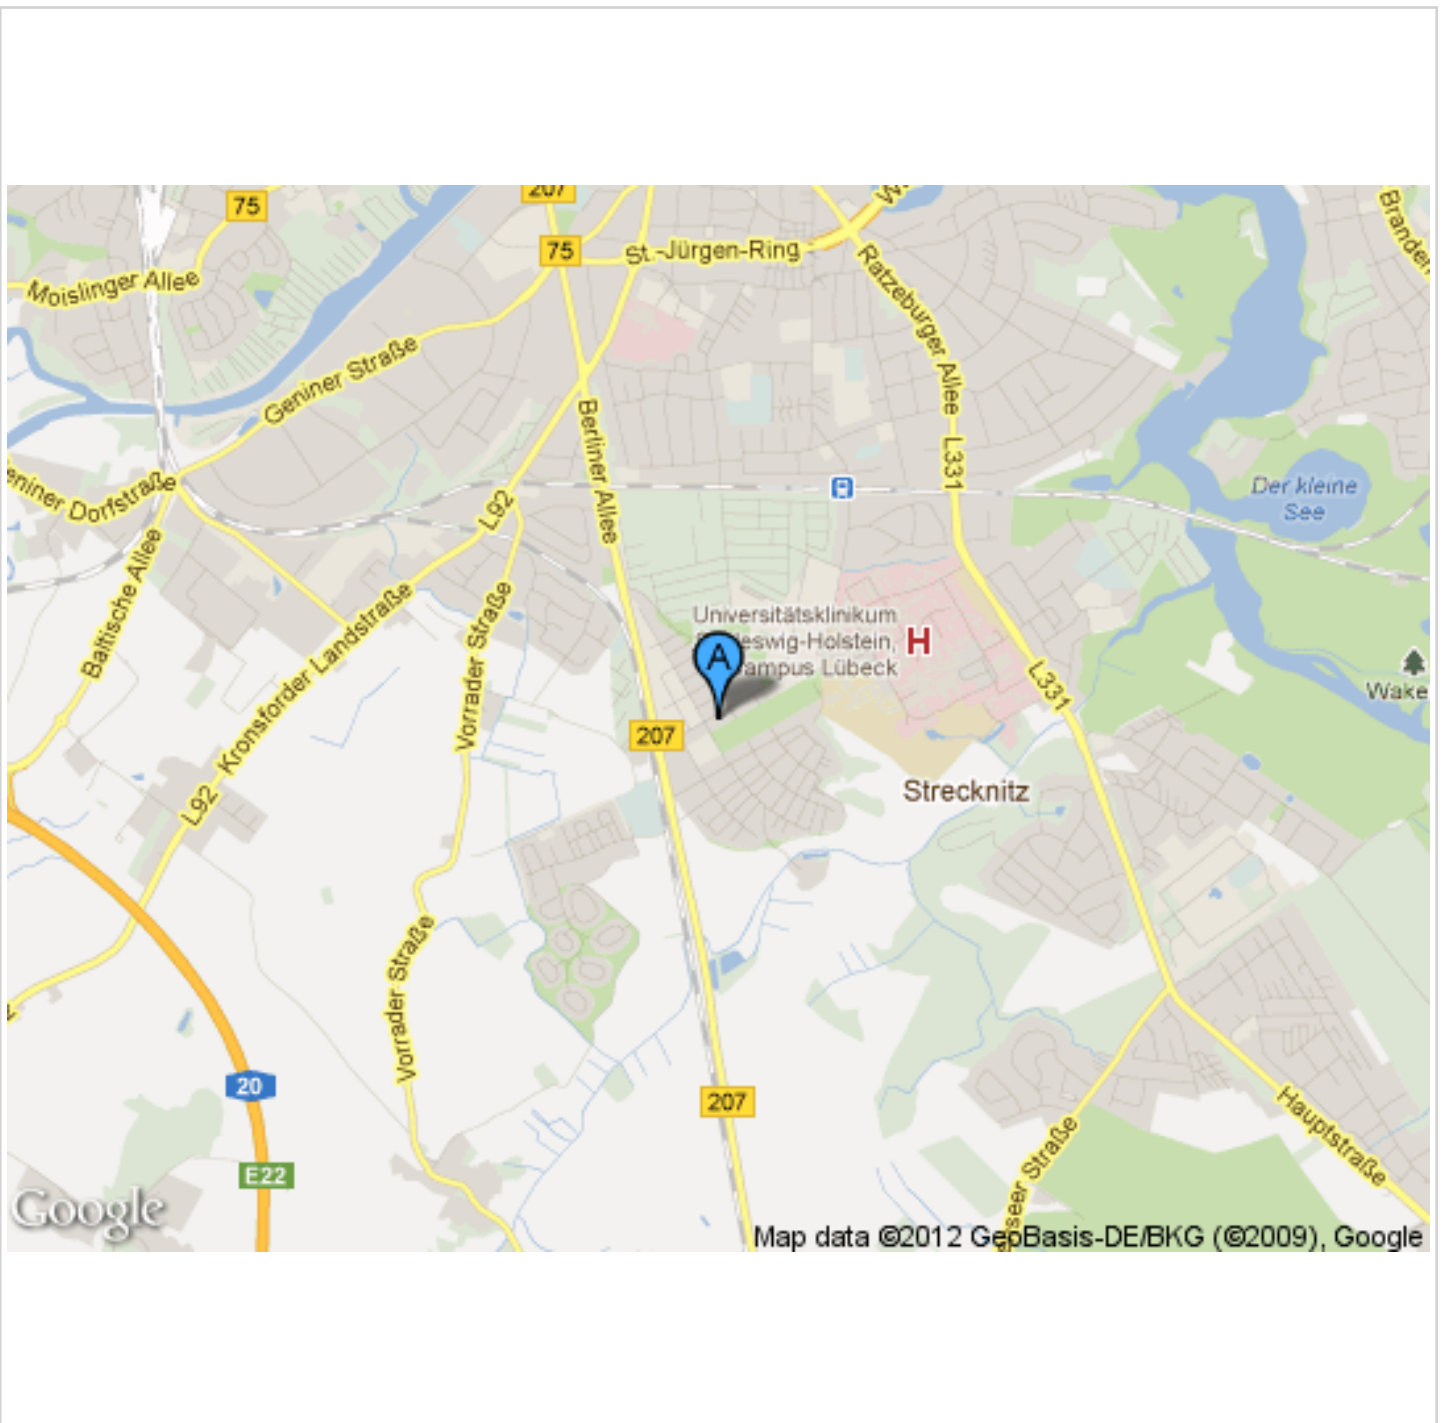 207
75
75
St.-Jürgen-Ring
Moislinger Allee
Ratzeburger Allee
L331
Geniner Straße
Berliner Allee
Der kleine
See
L92
Baltische Allee
Kronsforder Landstraße
Vorrader Straße
Universitätsklinikum
Lübeck
H
A
L331
207
L92
Strecknitz
Vorrader Straße
20
207
Hauptstraße
E22
Google
Map data ©2012 GeoBasis-DE/BKG (©2009), Google